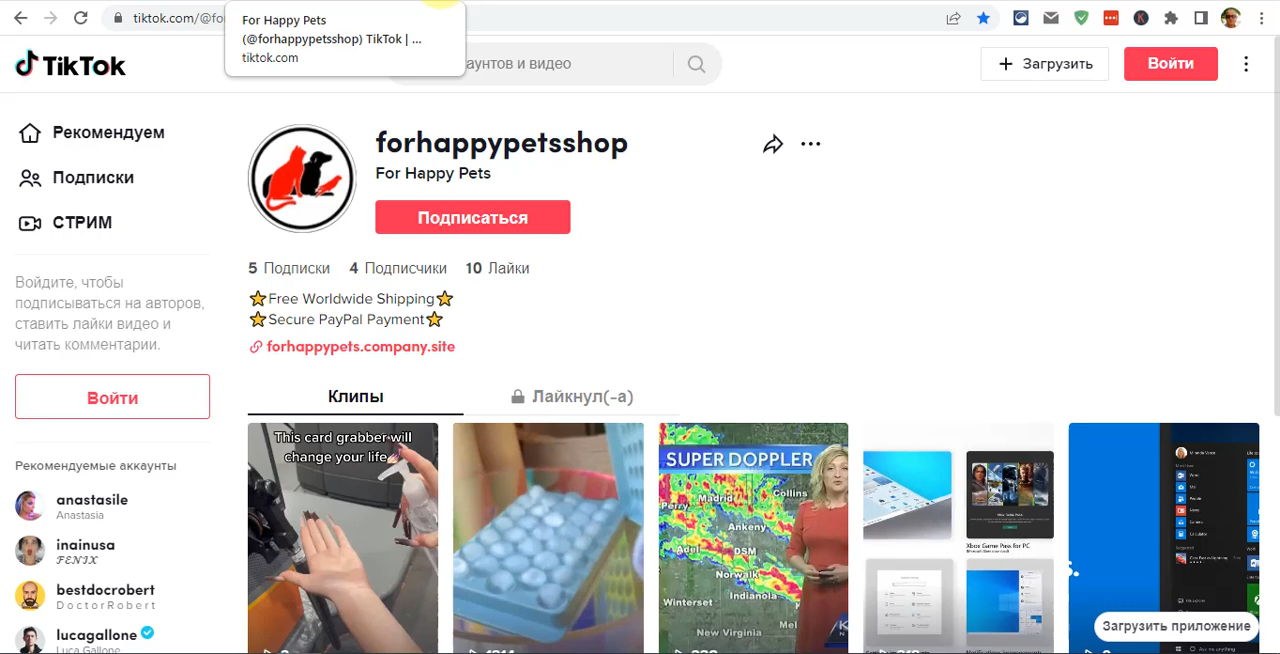 For Happy Pets
(@forhappypetsshop) TikTok | ...
tiktok.com
tiktok.com/@fo
TikTok
аунтов и видео
Загрузить
Войти
Рекомендуем
Подписки
СТРИМ
Войдите, чтобы
подписываться на авторов,
ставить лайки видео и
читать комментарии.
Войти
Рекомендуемые аккаунты
anastasile
Anastasia
inainusa
bestdocrobert
DoctorRobert
lucagallone
Luca Gallone
forhappypetsshop
For Happy Pets
Подписаться
5 Подписки 4 Подписчики 10 Лайки
Free Worldwide Shipping
Secure PayPal Payment
forhappypets.company.site
Клипы
Лайкнул(-а)
This card grabber will
change your life
SUPER DOPPLER
Madrid
Collins
Perry
Ankeny
Adel
DSM
Norwalk
Winterset
Indianola
New Virginia
Xbox Game Pass for PC
Загрузить приложение